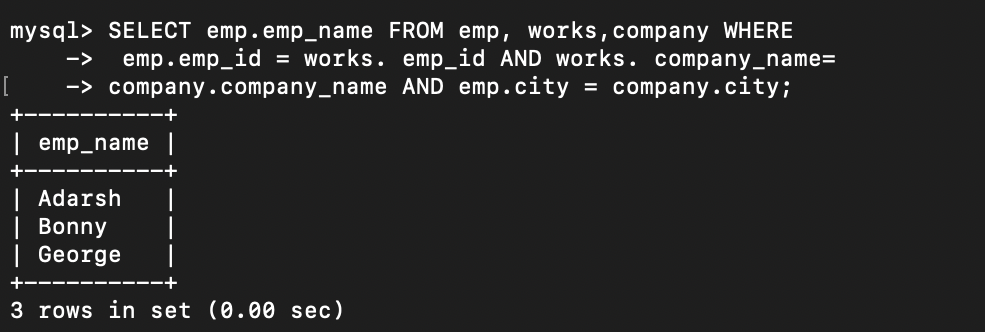 mysql> SELECT emp.emp_name FROM emp, works,company WHERE
    ->  emp.emp_id = works. emp_id AND works. company_name=
[    -> company.company_name AND emp.city = company.city;
+----------+
| emp_name |
+----------+
| Adarsh   |
| Bonny    |
| George   |
+----------+
3 rows in set (0.00 sec)